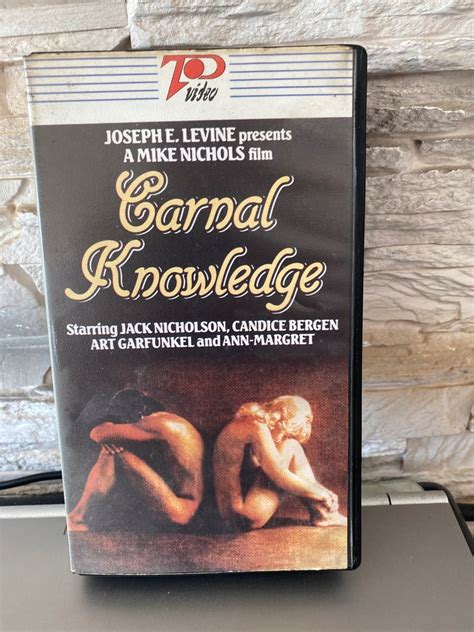 video
JOSEPH E. LEVINE presents
A MIKE NICHOLS film
Carnal
Knowledge
Starring JACK NICHOLSON, CANDICE BERGEN
ART GARFUNKEL and ANN-MARGRET